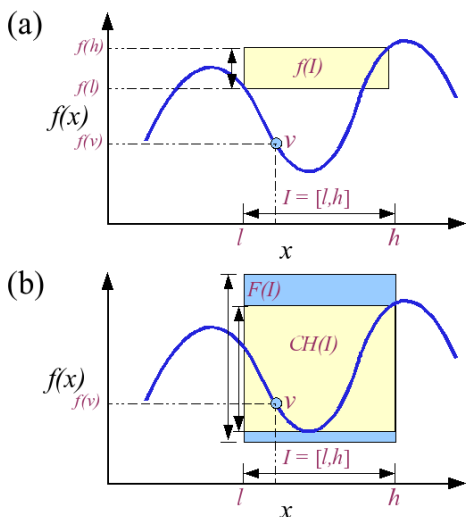 (a)
f(h)
f(I)
f(l)
f(x)
f(v)
v
I = [l,h]
l
h
x
(b)
F(I)
CH(I)
f(x)
f(v)
v
I = [l,h]
l
h
x